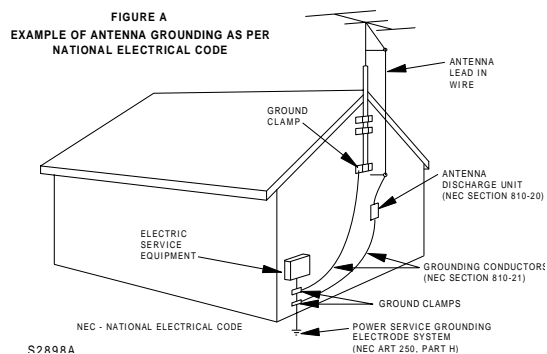 FIGURE A
EXAMPLE OF ANTENNA GROUNDING AS PER
NATIONAL ELECTRICAL CODE
ANTENNA
LEAD IN
WIRE
GROUND
CLAMP
ANTENNA
DISCHARGE UNIT
(NEC SECTION 810-20)
ELECTRIC
SERVICE
EQUIPMENT
GROUNDING CONDUCTORS
(NEC SECTION 810-21)
GROUND CLAMPS
NEC - NATIONAL ELECTRICAL CODE
POWER SERVICE GROUNDING
ELECTRODE SYSTEM
(NEC ART 250, PART H)
S2898A